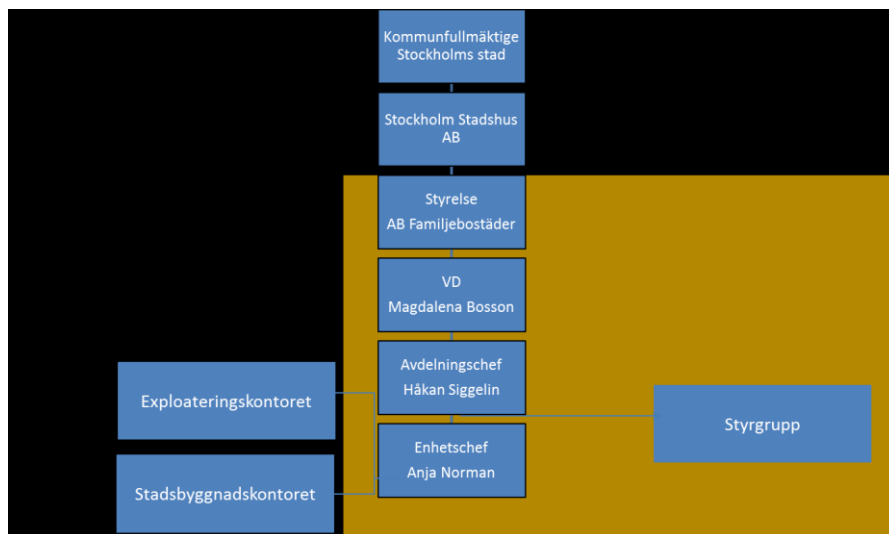 Kommunfullmäktige
Stockholms stad
Stockholm Stadshus
AB
Styrelse
AB Familjebostäder
VD
Magdalena Bosson
Avdelningschef
Håkan Siggelin
Exploateringskontoret
Styrgrupp
Enhetschef
Anja Norman
Stadsbyggnadskontoret